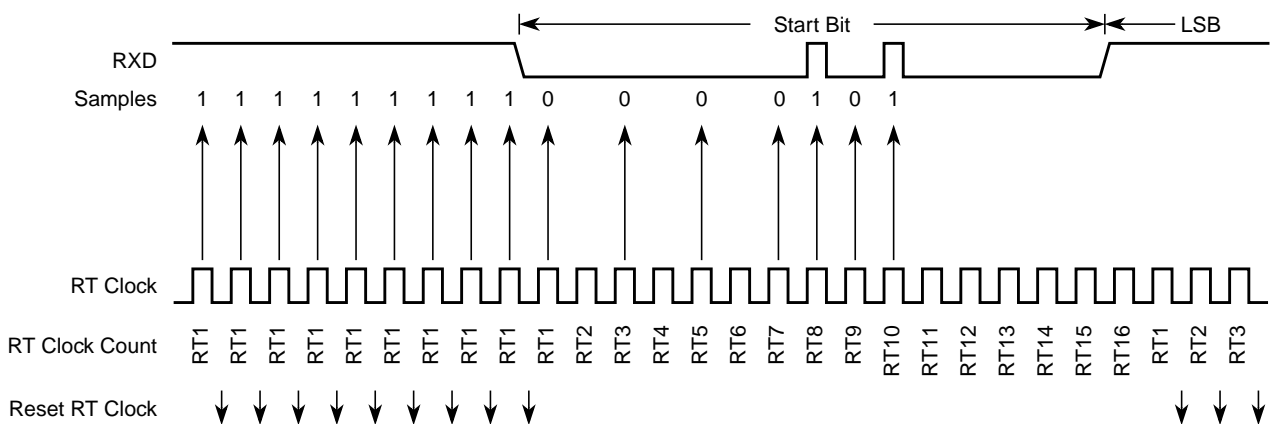 Start Bit LSB
RXD
Samples 1 1 1 1 1 1 1 1 1 0 0 0 0 1 0 1
RT Clock
RT Clock Count RT1 RT1 RT1 RT1 RT1 RT1 RT1 RT1 RT1 RT1 RT2 RT3 RT4 RT5 RT6 RT7 RT8 RT9 RT10 RT11 RT12 RT13 RT14 RT15 RT16 RT1 RT2 RT3
Reset RT Clock